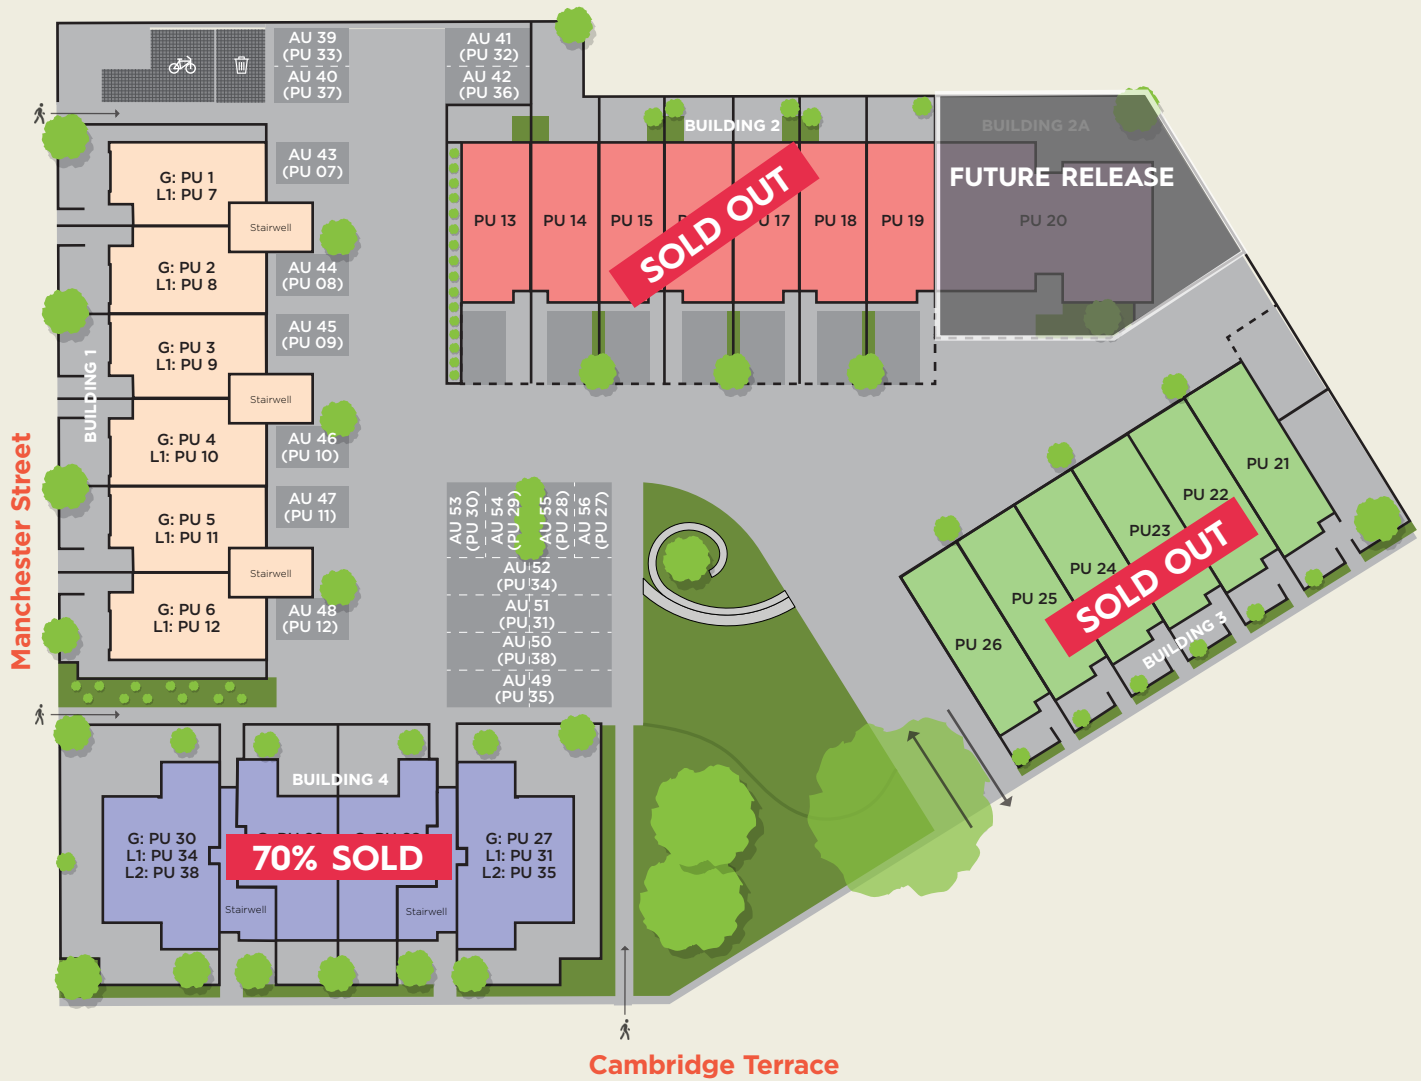 AU 39
(PU 33)
AU 40
(PU 37)
AU 41
(PU 32)
AU 42
(PU 36)
BUILDING 2
BUILDING 2A
FUTURE RELEASE
PU 20
AU 43
(PU 07)
G: PU 1
L1: PU 7
Stairwell
PU 13
PU 14
PU 15
PU 17
PU 18
PU 19
SOLD OUT
G: PU 2
L1: PU 8
AU 44
(PU 08)
AU 45
(PU 09)
G: PU 3
L1: PU 9
BUILDING 1
Stairwell
G: PU 4
L1: PU 10
AU 46
(PU 10)
AU 47
(PU 11)
G: PU 5
L1: PU 11
Stairwell
G: PU 6
L1: PU 12
AU 48
(PU 12)
Manchester Street
AU 53
(PU 30)
AU 54
(PU 29)
AU 55
(PU 28)
AU 56
(PU 27)
AU 52
(PU 34)
AU 51
(PU 31)
AU 50
(PU 38)
AU 49
(PU 35)
PU 21
PU 22
PU23
PU 24
PU 25
PU 26
SOLD OUT
BUILDING 3
BUILDING 4
G: PU 30
L1: PU 34
L2: PU 38
70% SOLD
G: PU 27
L1: PU 31
L2: PU 35
Stairwell
Stairwell
Cambridge Terrace